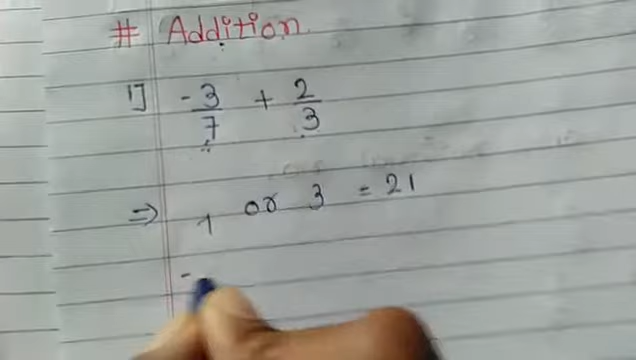 # Addition.
1] -3/7 + 2/3
⇒ 7 or 3 = 21
-